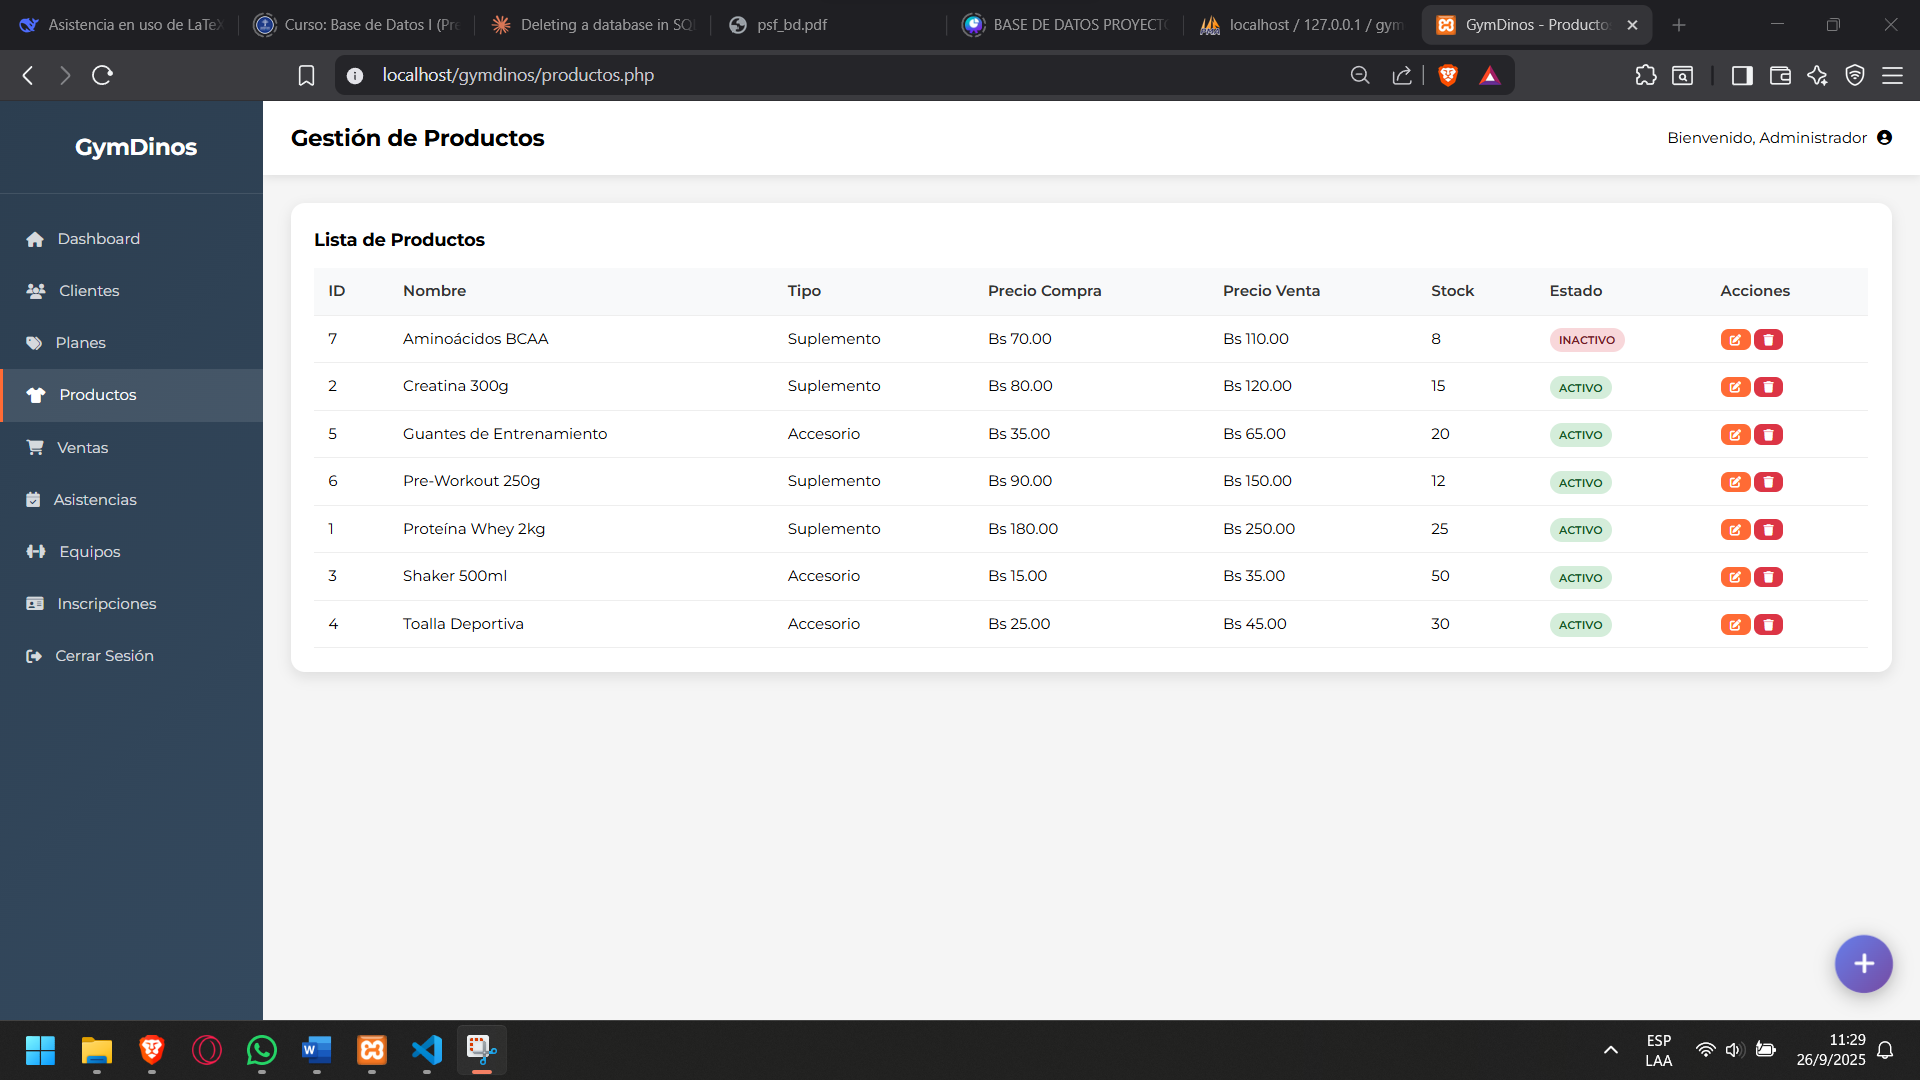 Asistencia en uso de LaTeX
Curso: Base de Datos I (Pre
Deleting a database in SQL
psf_bd.pdf
BASE DE DATOS PROYECTO
localhost / 127.0.0.1 / gym
GymDinos - Productos
localhost/gymdinos/productos.php
GymDinos
Dashboard
Clientes
Planes
Productos
Ventas
Asistencias
Equipos
Inscripciones
Cerrar Sesión
Gestión de Productos
Bienvenido, Administrador
Lista de Productos
ID Nombre Tipo Precio Compra Precio Venta Stock Estado Acciones
7 Aminoácidos BCAA Suplemento Bs 70.00 Bs 110.00 8 INACTIVO
2 Creatina 300g Suplemento Bs 80.00 Bs 120.00 15 ACTIVO
5 Guantes de Entrenamiento Accesorio Bs 35.00 Bs 65.00 20 ACTIVO
6 Pre-Workout 250g Suplemento Bs 90.00 Bs 150.00 12 ACTIVO
1 Proteína Whey 2kg Suplemento Bs 180.00 Bs 250.00 25 ACTIVO
3 Shaker 500ml Accesorio Bs 15.00 Bs 35.00 50 ACTIVO
4 Toalla Deportiva Accesorio Bs 25.00 Bs 45.00 30 ACTIVO
ESP
LAA
11:29
26/9/2025